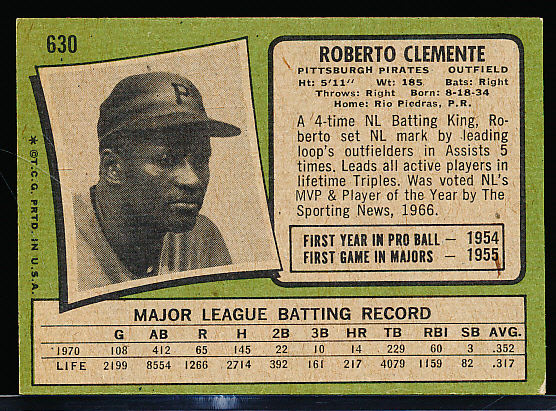 630
ROBERTO CLEMENTE
PITTSBURGH PIRATES OUTFIELD
Ht: 5'11" Wt: 185 Bats: Right
Throws: Right Born: 8-18-34
Home: Rio Piedras, P.R.
A 4-time NL Batting King, Ro-
berto set NL mark by leading
loop's outfielders in Assists 5
times. Leads all active players in
lifetime Triples. Was voted NL's
MVP & Player of the Year by The
Sporting News, 1966.
FIRST YEAR IN PRO BALL — 1954
FIRST GAME IN MAJORS — 1955
P
* ©T.C.G. PRTD. IN U.S.A.
MAJOR LEAGUE BATTING RECORD
G AB R H 2B 3B HR TB RBI SB AVG.
1970 108 412 65 145 22 10 14 229 60 3 .352
LIFE 2199 8554 1266 2714 392 161 217 4079 1159 82 .317